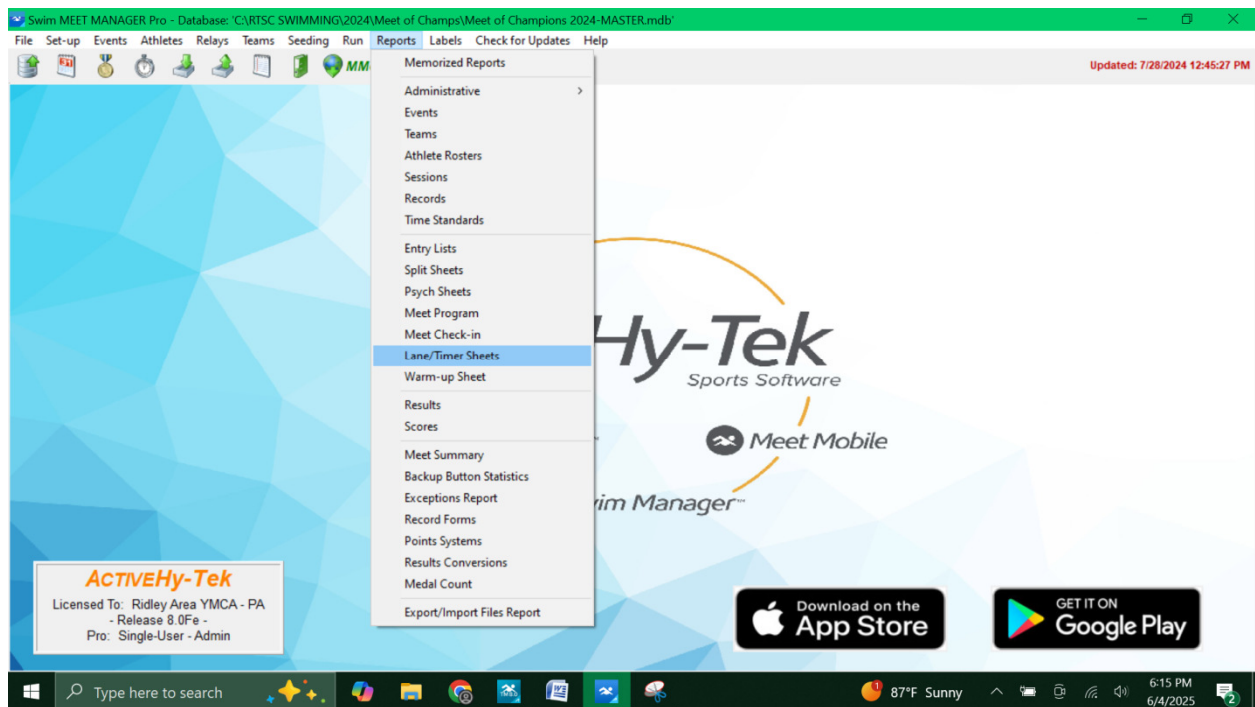 Swim MEET MANAGER Pro - Database: 'C:\RTSC SWIMMING\2024\Meet of Champs\Meet of Champions 2024-MASTER.mdb'
File Set-up Events Athletes Relays Teams Seeding Run Reports Labels Check for Updates Help
MM
Updated: 7/28/2024 12:45:27 PM
Memorized Reports
Administrative >
Events
Teams
Athlete Rosters
Sessions
Records
Time Standards
Entry Lists
Split Sheets
Psych Sheets
Meet Program
Meet Check-in
Lane/Timer Sheets
Warm-up Sheet
Results
Scores
Meet Summary
Backup Button Statistics
Exceptions Report
Record Forms
Points Systems
Results Conversions
Medal Count
Export/Import Files Report
Hy-Tek
Sports Software
Meet Mobile
im Manager™
ACTIVEHy-Tek
Licensed To: Ridley Area YMCA - PA
- Release 8.0Fe -
Pro: Single-User - Admin
Download on the
App Store
GET IT ON
Google Play
Type here to search
1
87°F Sunny
6:15 PM
6/4/2025
2